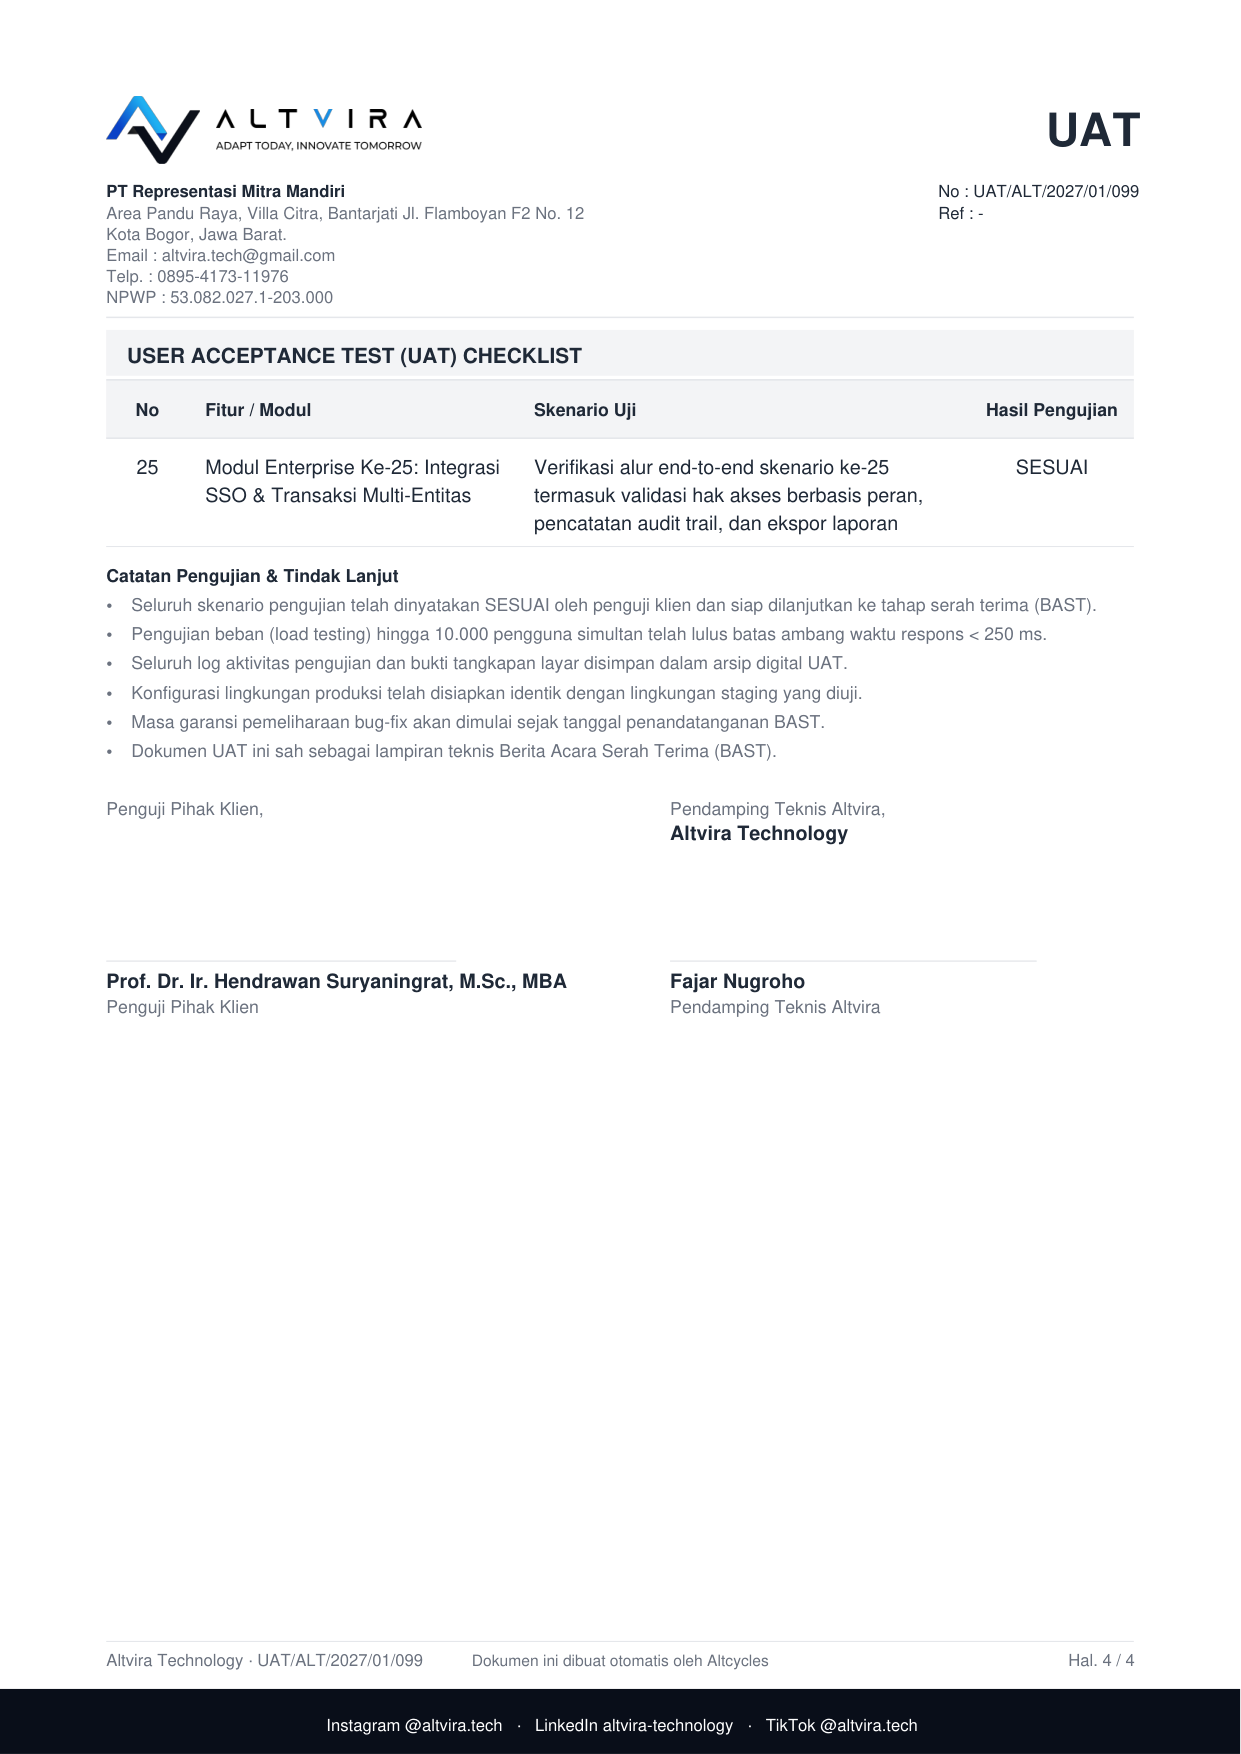 ALTVIRA
ADAPT TODAY, INNOVATE TOMORROW
UAT
PT Representasi Mitra Mandiri
Area Pandu Raya, Villa Citra, Bantarjati Jl. Flamboyan F2 No. 12
Kota Bogor, Jawa Barat.
Email : altvira.tech@gmail.com
Telp. : 0895-4173-11976
NPWP : 53.082.027.1-203.000
No : UAT/ALT/2027/01/099
Ref : -
USER ACCEPTANCE TEST (UAT) CHECKLIST
No Fitur / Modul Skenario Uji Hasil Pengujian
25 Modul Enterprise Ke-25: Integrasi Verifikasi alur end-to-end skenario ke-25 SESUAI
SSO & Transaksi Multi-Entitas termasuk validasi hak akses berbasis peran,
pencatatan audit trail, dan ekspor laporan
Catatan Pengujian & Tindak Lanjut
• Seluruh skenario pengujian telah dinyatakan SESUAI oleh penguji klien dan siap dilanjutkan ke tahap serah terima (BAST).
• Pengujian beban (load testing) hingga 10.000 pengguna simultan telah lulus batas ambang waktu respons < 250 ms.
• Seluruh log aktivitas pengujian dan bukti tangkapan layar disimpan dalam arsip digital UAT.
• Konfigurasi lingkungan produksi telah disiapkan identik dengan lingkungan staging yang diuji.
• Masa garansi pemeliharaan bug-fix akan dimulai sejak tanggal penandatanganan BAST.
• Dokumen UAT ini sah sebagai lampiran teknis Berita Acara Serah Terima (BAST).
Penguji Pihak Klien,
Pendamping Teknis Altvira,
Altvira Technology
Prof. Dr. Ir. Hendrawan Suryaningrat, M.Sc., MBA
Penguji Pihak Klien
Fajar Nugroho
Pendamping Teknis Altvira
Altvira Technology · UAT/ALT/2027/01/099 Dokumen ini dibuat otomatis oleh Altcycles Hal. 4 / 4
Instagram @altvira.tech · LinkedIn altvira-technology · TikTok @altvira.tech